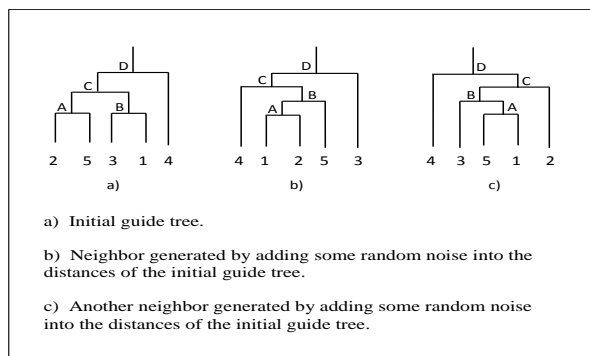 D D D
C C C
A B B A B A
2 5 3 1 4 4 1 2 5 3 4 3 5 1 2
a) b) c)
a) Initial guide tree.
b) Neighbor generated by adding some random noise into the
distances of the initial guide tree.
c) Another neighbor generated by adding some random noise
into the distances of the initial guide tree.